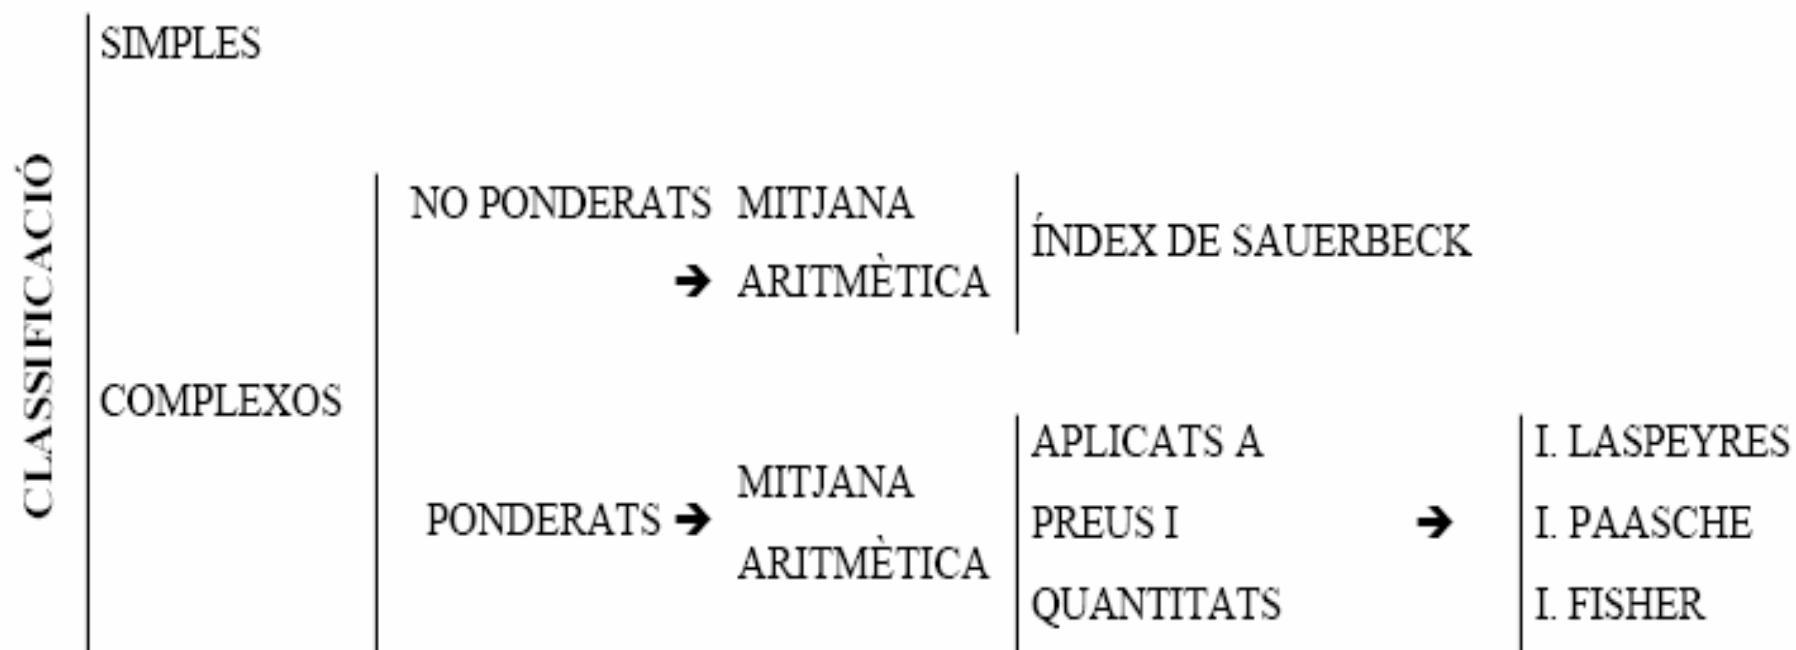 CLASSIFICACIÓ
SIMPLES
COMPLEXOS
NO PONDERATS ➔
MITJANA
ARITMÈTICA
ÍNDEX DE SAUERBECK
PONDERATS ➔
MITJANA
ARITMÈTICA
APLICATS A
PREUS I ➔
QUANTITATS
I. LASPEYRES
I. PAASCHE
I. FISHER